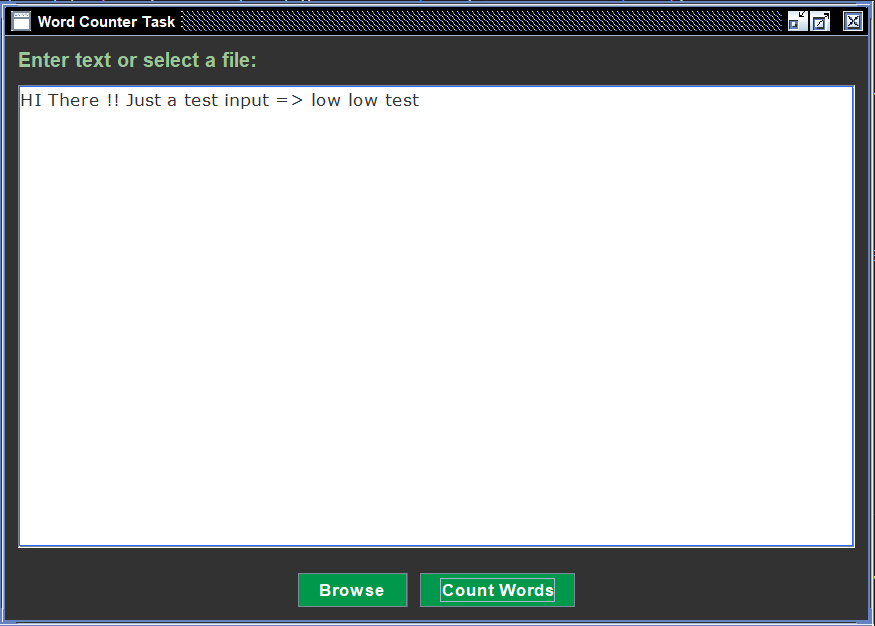 Word Counter Task
Enter text or select a file:
HI There !! Just a test input => low low test
Browse
Count Words